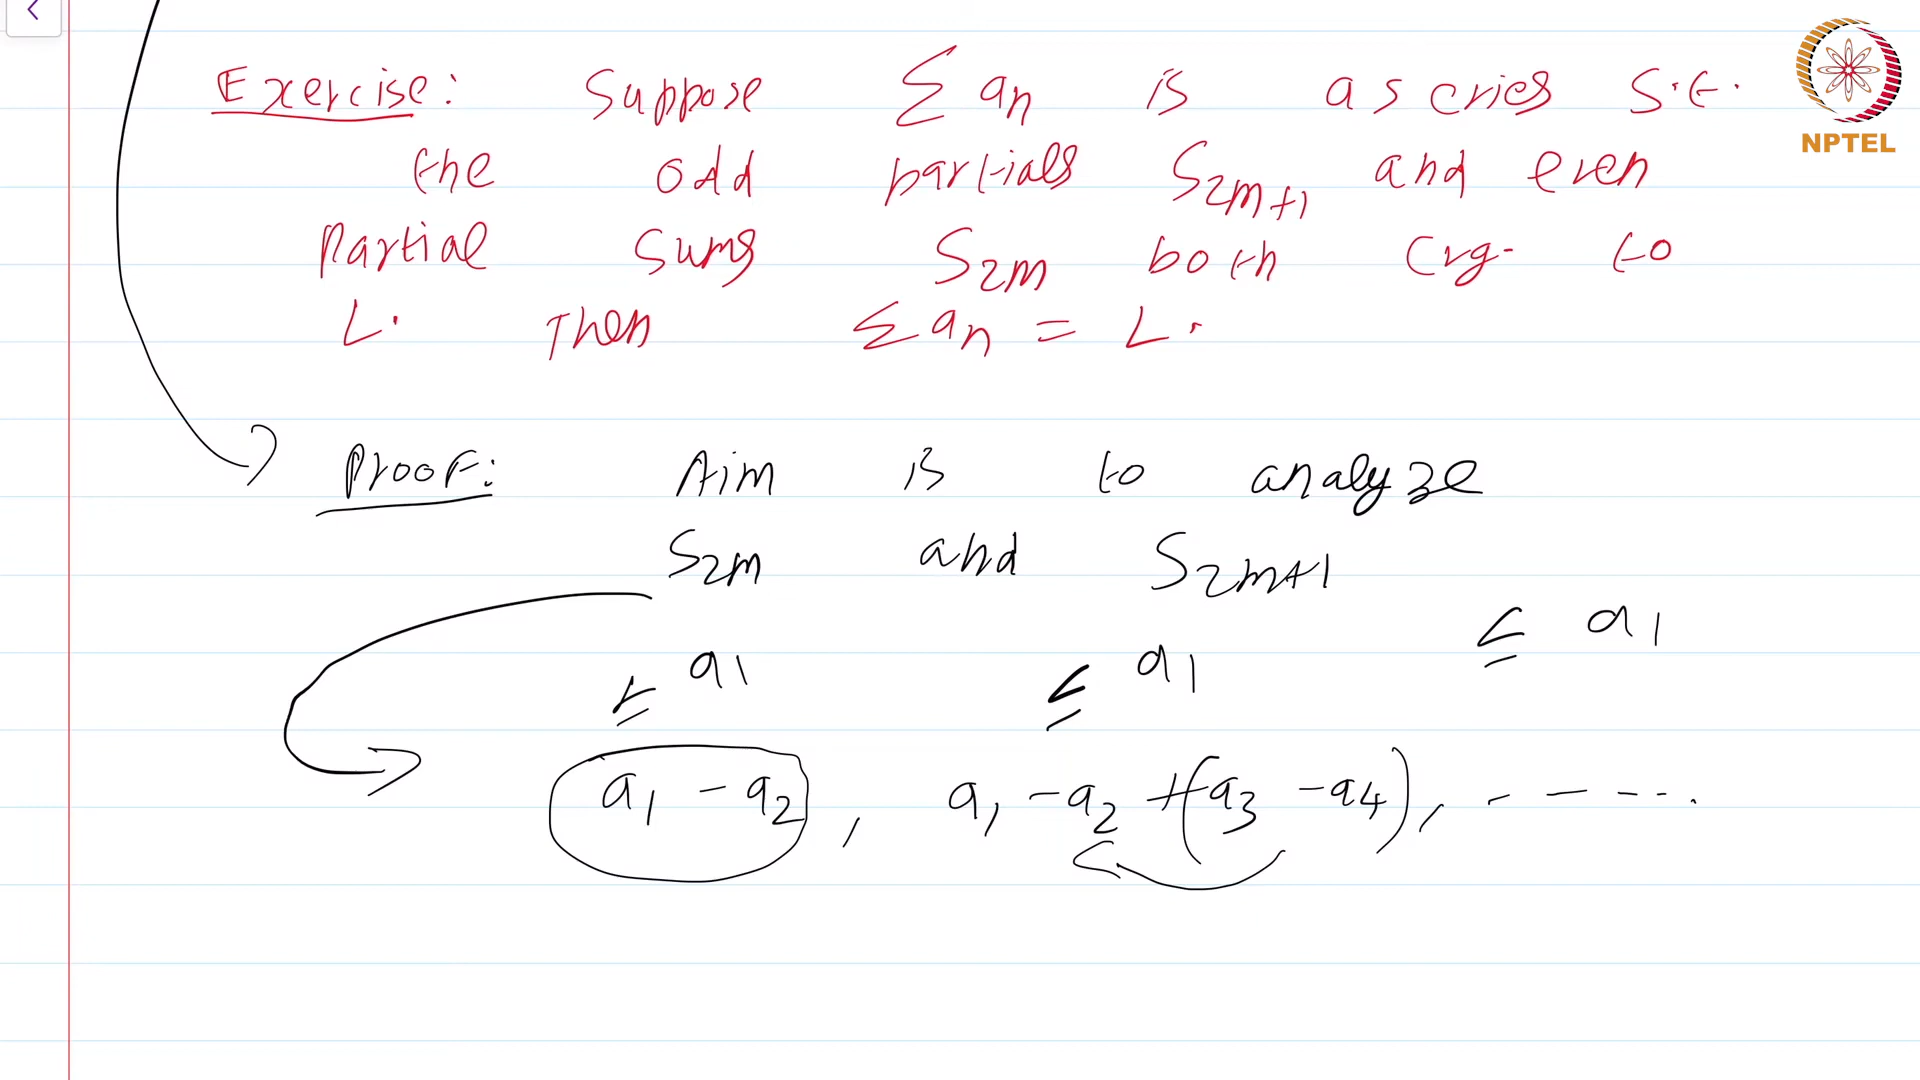 Exercise: Suppose ∑ an is a series s.t.
the odd partials S2m+1 and even
partial sums S2m both cvg. to
L. Then ∑ an = L.
NPTEL
Proof: Aim is to analyze
S2m and S2m+1
≤ a1 ≤ a1 ≤ a1
a1 - a2, a1 - a2 + (a3 - a4), - - - - - .